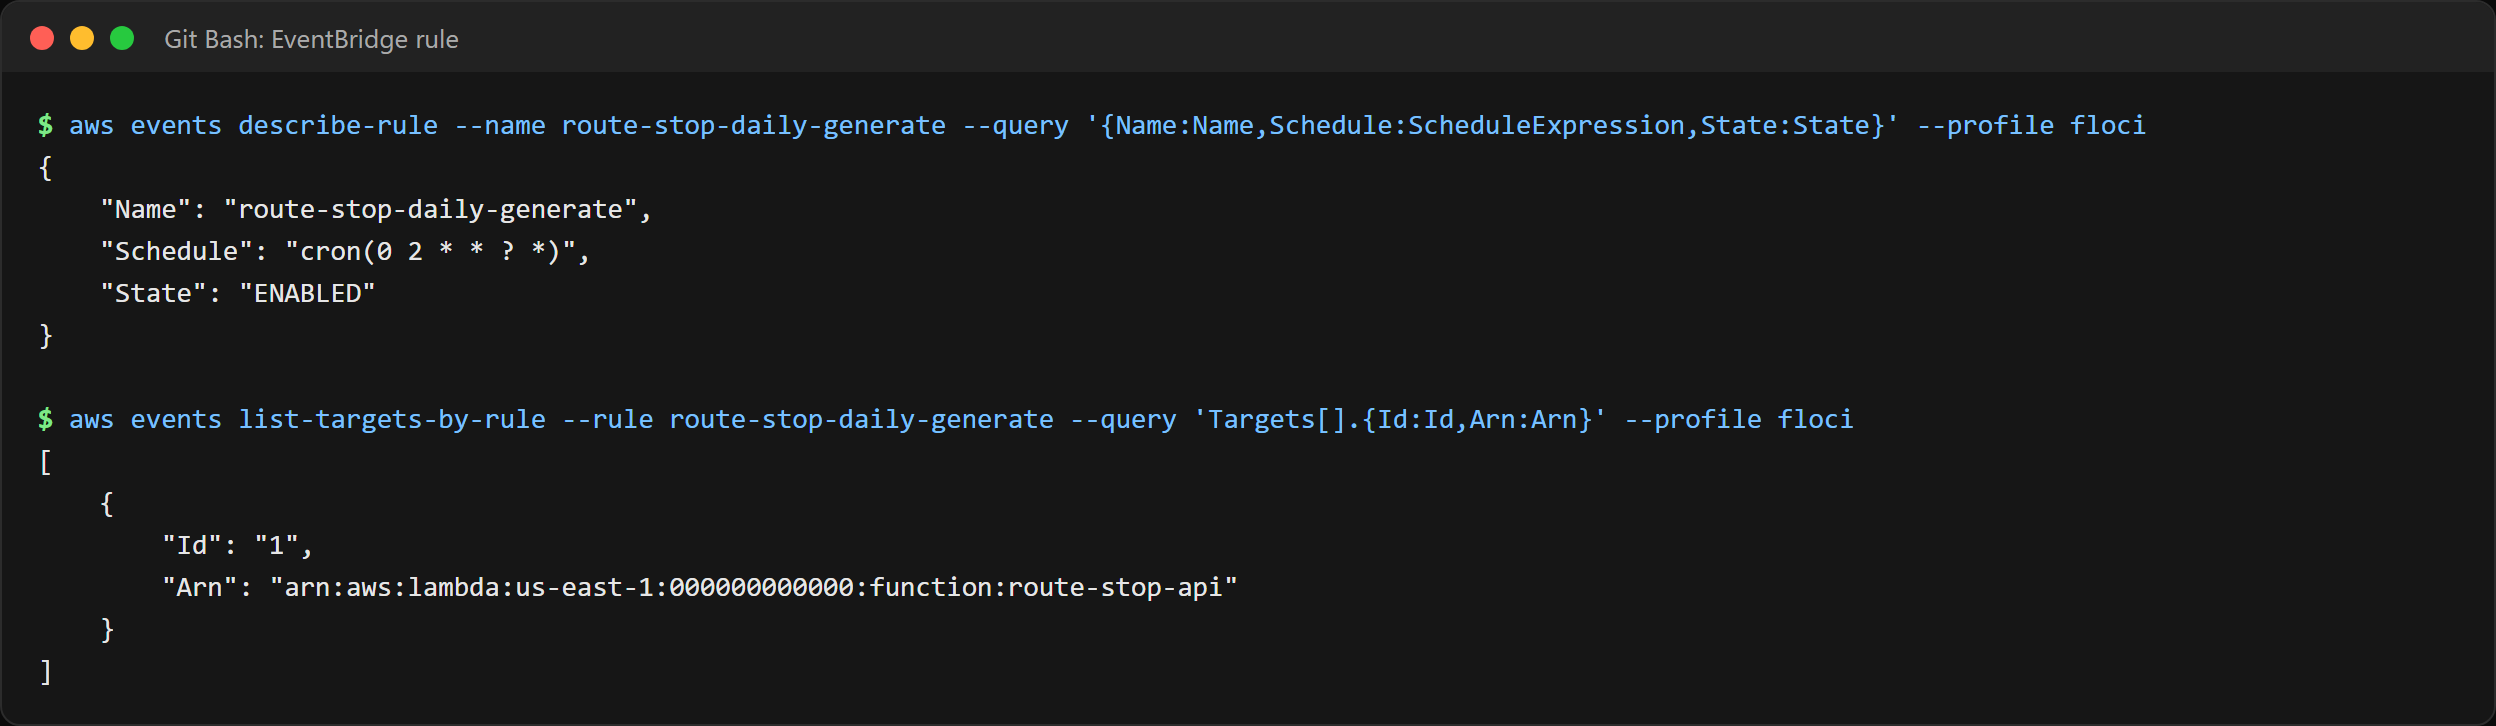 Git Bash: EventBridge rule
$ aws events describe-rule --name route-stop-daily-generate --query '{Name:Name,Schedule:ScheduleExpression,State:State}' --profile floci
{
    "Name": "route-stop-daily-generate",
    "Schedule": "cron(0 2 * * ? *)",
    "State": "ENABLED"
}
$ aws events list-targets-by-rule --rule route-stop-daily-generate --query 'Targets[].{Id:Id,Arn:Arn}' --profile floci
[
    {
        "Id": "1",
        "Arn": "arn:aws:lambda:us-east-1:000000000000:function:route-stop-api"
    }
]